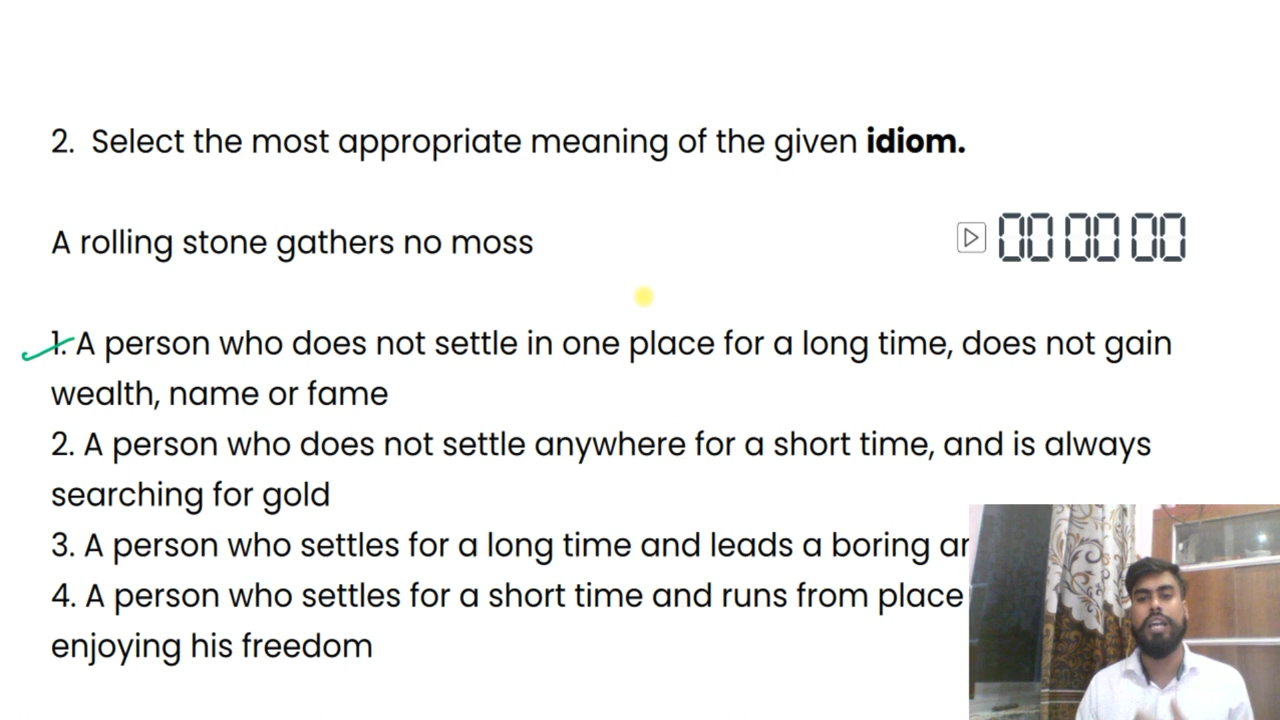 2. Select the most appropriate meaning of the given idiom.
A rolling stone gathers no moss
00 00 00
1. A person who does not settle in one place for a long time, does not gain
wealth, name or fame
2. A person who does not settle anywhere for a short time, and is always
searching for gold
3. A person who settles for a long time and leads a boring
4. A person who settles for a short time and runs from place
enjoying his freedom